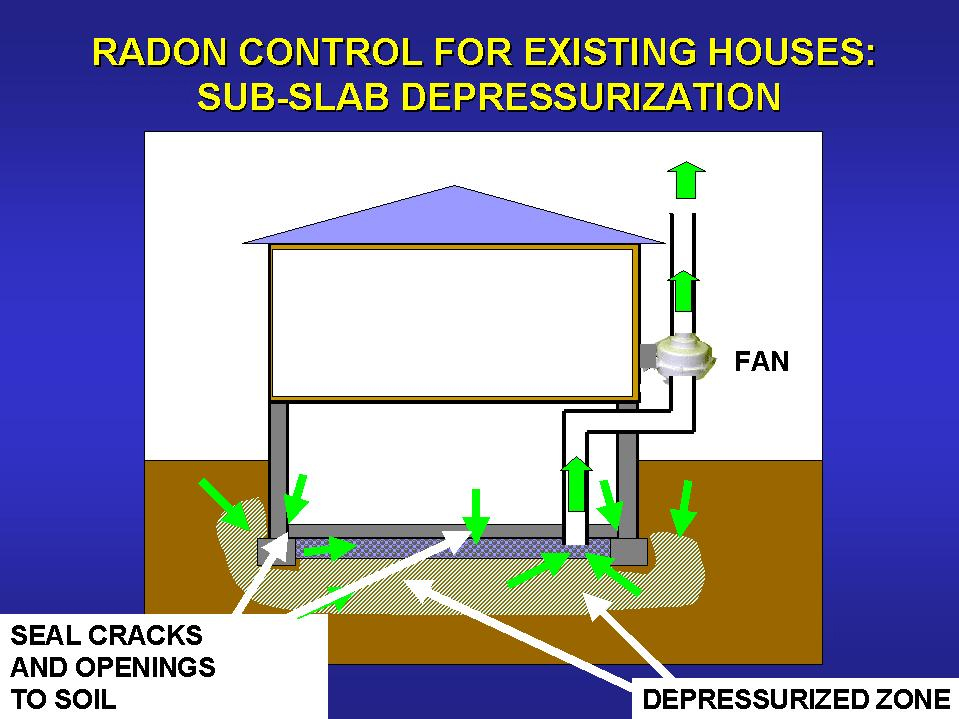 RADON CONTROL FOR EXISTING HOUSES:
SUB-SLAB DEPRESSURIZATION
FAN
SEAL CRACKS
AND OPENINGS
TO SOIL
DEPRESSURIZED ZONE